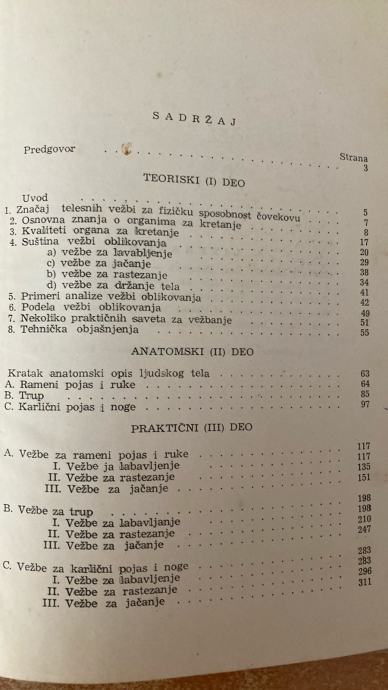 SADRŽAJ
Strana
Predgovor . . . . . . . . . . . . 3
TEORISKI (I) DEO
Uvod . . . . . . . . . . . . 5
1. Značaj telesnih vežbi za fizičku sposobnost čovekovu . . . 7
2. Osnovna znanja o organima za kretanje . . . . . . 8
3. Kvaliteti organa za kretanje . . . . . . . . 17
4. Suština vežbi oblikovanja . . . . . . . . 20
a) vežbe za lavabljenje . . . . . . . . 29
c) vežbe za jačanje . . . . . . . . 38
b) vežbe za rastezanje . . . . . . . . 34
d) vežbe za držanje tela . . . . . . . . 41
5. Primeri analize vežbi oblikovanja . . . . . . 42
6. Podela vežbi oblikovanja . . . . . . . . 49
7. Nekoliko praktičnih saveta za vežbanje . . . . . 51
8. Tehnička objašnjenja . . . . . . . . 55
ANATOMSKI (II) DEO
Kratak anatomski opis ljudskog tela . . . . . . 63
A. Rameni pojas i ruke . . . . . . . . 64
B. Trup . . . . . . . . . . . . 85
C. Karlični pojas i noge . . . . . . . . 97
PRAKTIČNI (III) DEO
A. Vežbe za rameni pojas i ruke . . . . . . 117
I. Vežbe ja labavljenje . . . . . . . . 117
II. Vežbe za rastezanje . . . . . . . . 135
III. Vežbe za jačanje . . . . . . . . 151
B. Vežbe za trup . . . . . . . . . . 198
I. Vežbe za labavljanje . . . . . . . . 198
II. Vežbe za rastezanje . . . . . . . . 210
III. Vežbe za jačanje . . . . . . . . 247
C. Vežbe za karlični pojas i noge . . . . . . 283
I. Vežbe za labavljenje . . . . . . . . 283
II. Vežbe za rastezanje . . . . . . . . 296
III. Vežbe za jačanje . . . . . . . . 311